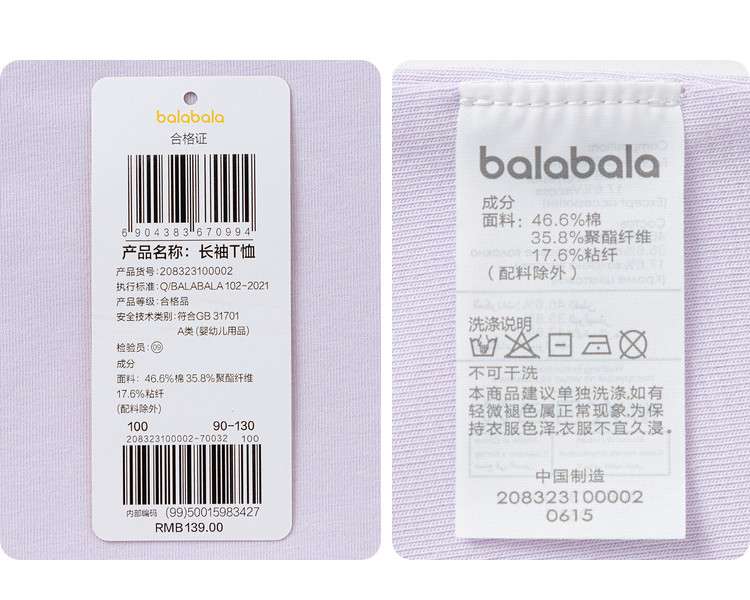 balabala
合格证
6 904383 670994
产品名称：长袖T恤
产品货号：208323100002
执行标准：Q/BALABALA 102-2021
产品等级：合格品
安全技术类别：符合GB 31701
A类 (婴幼儿用品)
检验员：09
成分
面料：46.6%棉 35.8%聚酯纤维
17.6%粘纤
(配料除外)
100 90-130
208323100002-70032 100
内部编码 (99)50015983427
RMB139.00
balabala
成分
面料：46.6%棉
35.8%聚酯纤维
17.6%粘纤
(配料除外)
洗涤说明
不可干洗
本商品建议单独洗涤,如有
轻微褪色属正常现象,为保
持衣服色泽,衣服不宜久浸。
中国制造
208323100002
0615